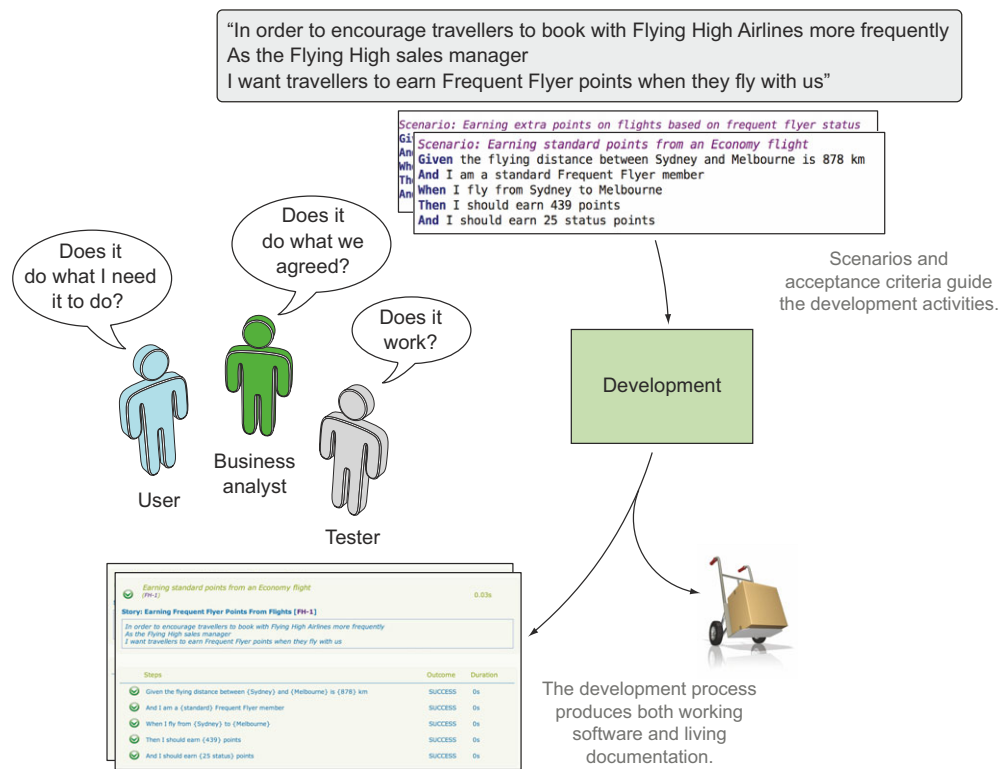 “In order to encourage travellers to book with Flying High Airlines more frequently
As the Flying High sales manager
I want travellers to earn Frequent Flyer points when they fly with us”
Scenario: Earning extra points on flights based on frequent flyer status
Scenario: Earning standard points from an Economy flight
Given the flying distance between Sydney and Melbourne is 878 km
And I am a standard Frequent Flyer member
When I fly from Sydney to Melbourne
Then I should earn 439 points
And I should earn 25 status points
Does it
do what I need
it to do?
Does it
do what we
agreed?
Does it
work?
User
Business
analyst
Tester
Scenarios and
acceptance criteria guide
the development activities.
Development
Earning standard points from an Economy flight
(FH-1)
0.03s
Story: Earning Frequent Flyer Points From Flights [FH-1]
In order to encourage travellers to book with Flying High Airlines more frequently
As the Flying High sales manager
I want travellers to earn Frequent Flyer points when they fly with us
Steps Outcome Duration
Given the flying distance between {Sydney} and {Melbourne} is {878} km SUCCESS 0s
And I am a {standard} Frequent Flyer member SUCCESS 0s
When I fly from {Sydney} to {Melbourne} SUCCESS 0s
Then I should earn {439} points SUCCESS 0s
And I should earn {25 status} points SUCCESS 0s
The development process
produces both working
software and living
documentation.